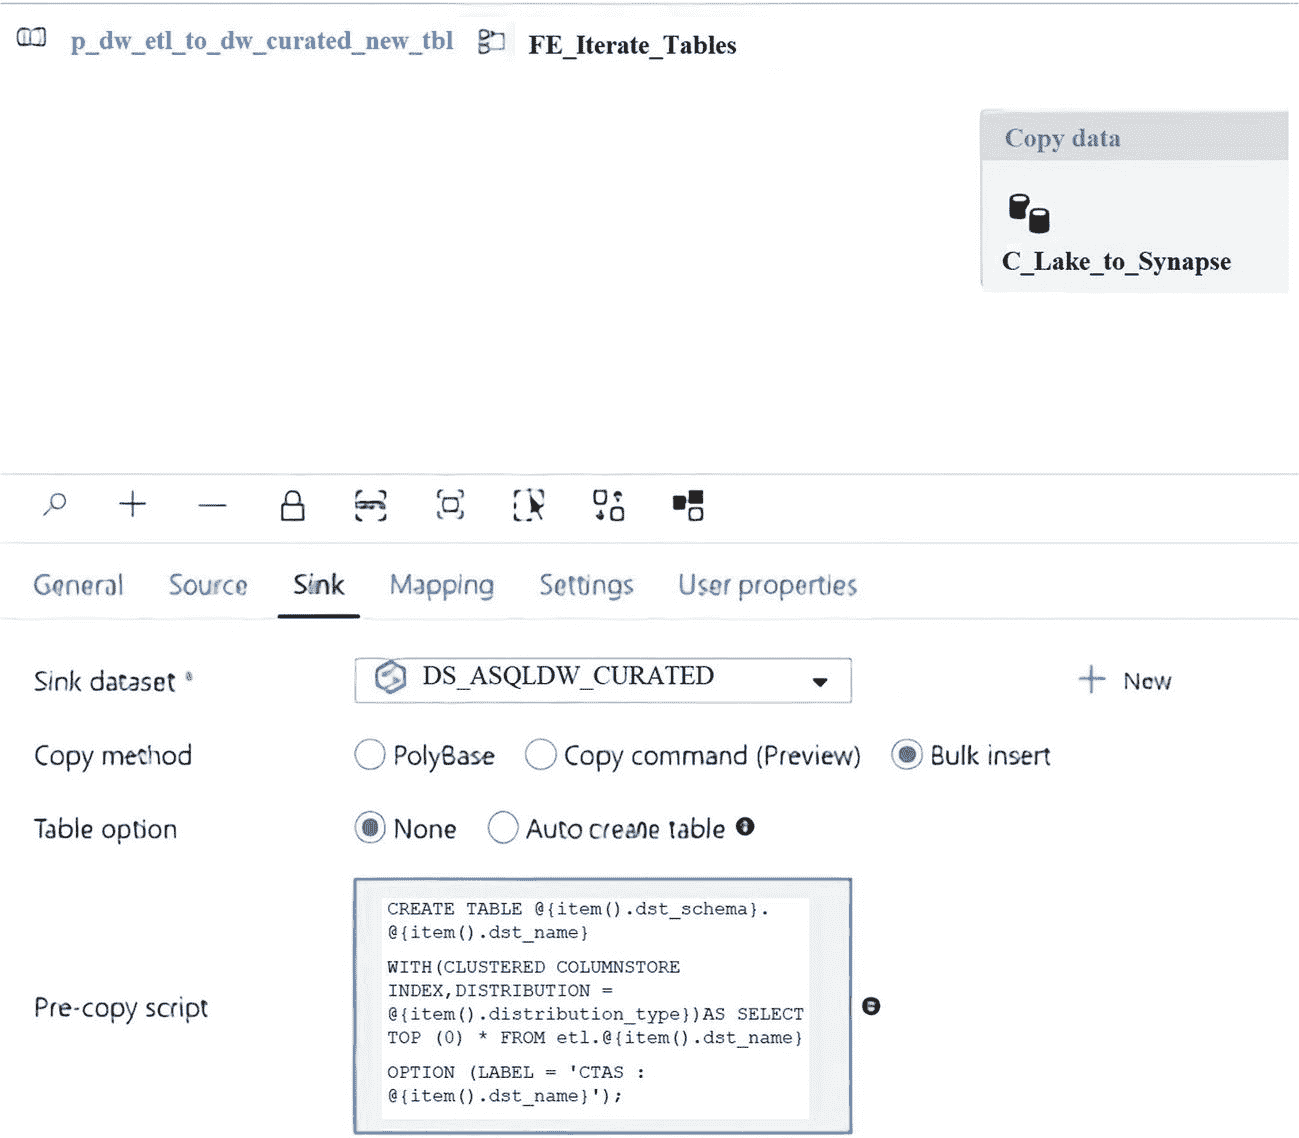 p_dw_etl_to_dw_curated_new_tbl FE_Iterate_Tables
Copy data
C_Lake_to_Synapse
General Source Sink Mapping Settings User properties
Sink dataset * DS_ASQLDW_CURATED + New
Copy method PolyBase Copy command (Preview) Bulk insert
Table option None Auto create table
Pre-copy script
CREATE TABLE @{item().dst_schema}.
@{item().dst_name}
WITH(CLUSTERED COLUMNSTORE
INDEX,DISTRIBUTION =
@{item().distribution_type})AS SELECT
TOP (0) * FROM etl.@{item().dst_name}
OPTION (LABEL = 'CTAS :
@{item().dst_name}');